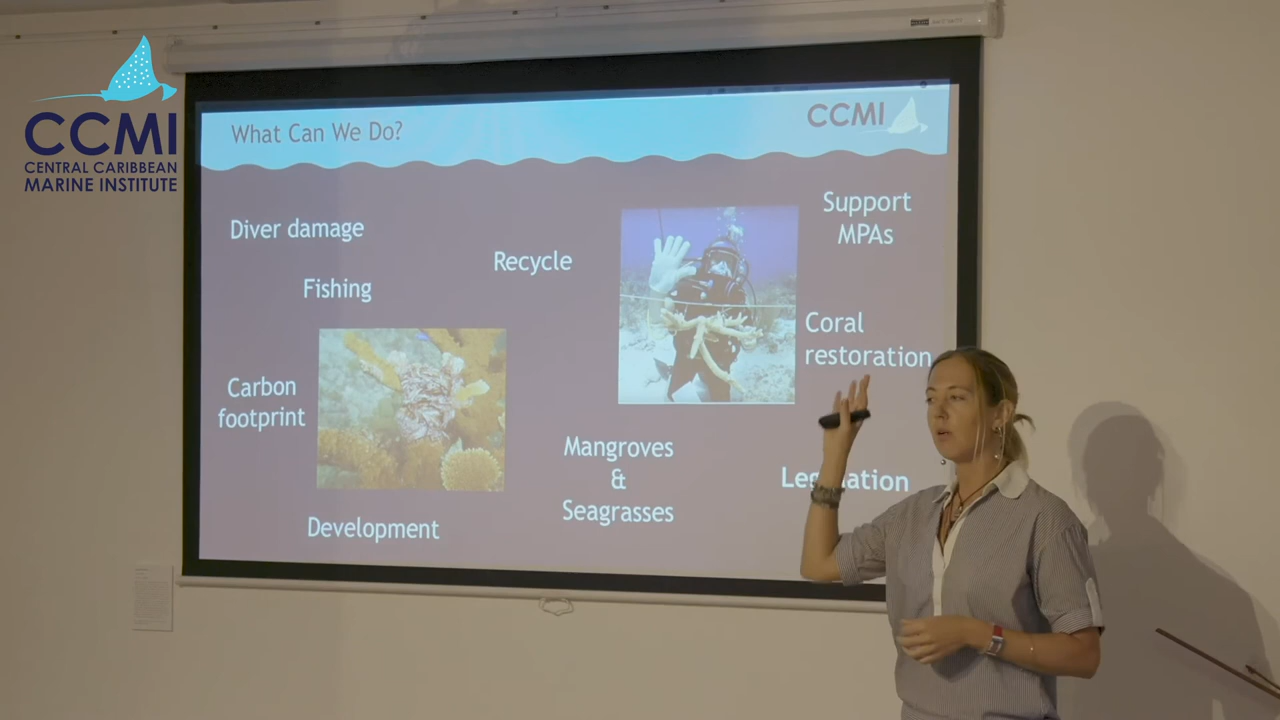 CCMI
CENTRAL CARIBBEAN
MARINE INSTITUTE
What Can We Do?
CCMI
Diver damage
Fishing
Carbon
footprint
Development
Recycle
Mangroves
&
Seagrasses
Support
MPAs
Coral
restoration